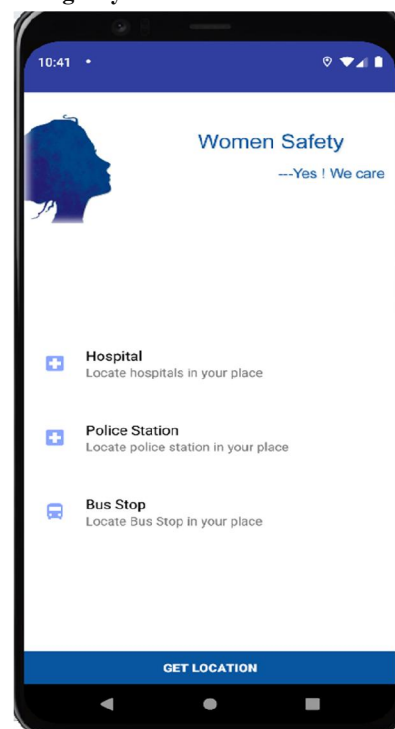 10:41
Women Safety
---Yes ! We care
Hospital
Locate hospitals in your place
Police Station
Locate police station in your place
Bus Stop
Locate Bus Stop in your place
GET LOCATION